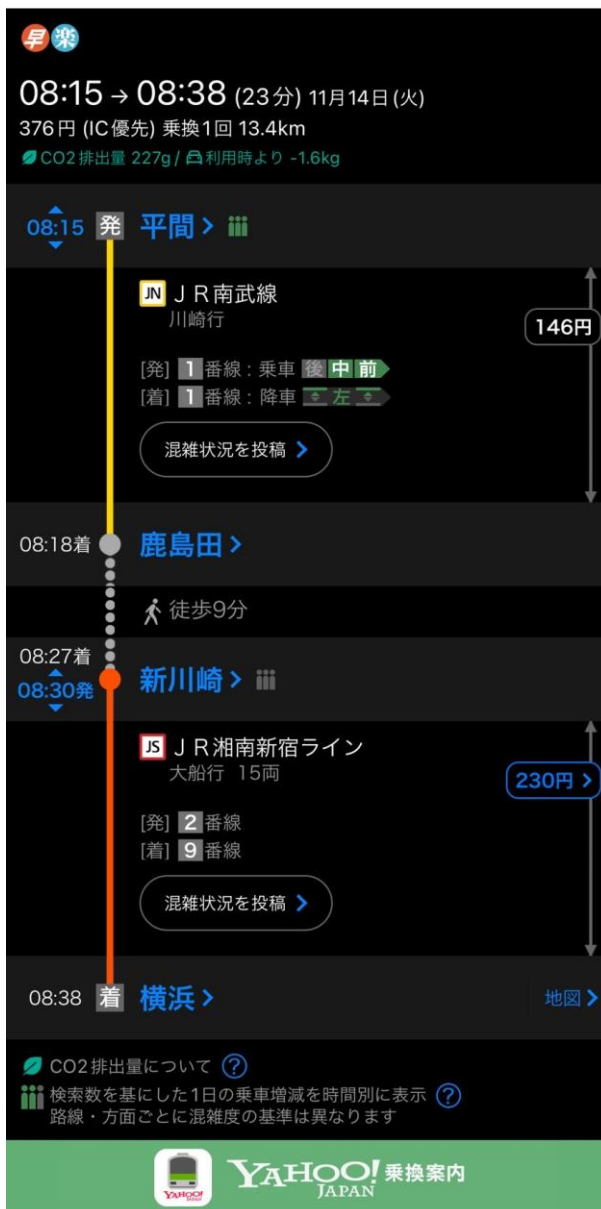 早 楽
08:15 → 08:38 (23分) 11月14日(火)
376円 (IC優先) 乗換1回 13.4km
CO2排出量 227g / 利用時より -1.6kg
08:15 発 平間 >
JN ＪＲ南武線
川崎行
146円
[発] 1 番線 : 乗車 後 中 前
[着] 1 番線 : 降車 左
混雑状況を投稿 >
08:18着 鹿島田 >
徒歩9分
08:27着
08:30発 新川崎 >
JS ＪＲ湘南新宿ライン
大船行 15両
230円 >
[発] 2 番線
[着] 9 番線
混雑状況を投稿 >
08:38 着 横浜 > 地図 >
CO2排出量について ?
検索数を基にした1日の乗車増減を時間別に表示 ?
路線・方面ごとに混雑度の基準は異なります
YAHOO! JAPAN YAHOO! 乗換案内
JAPAN